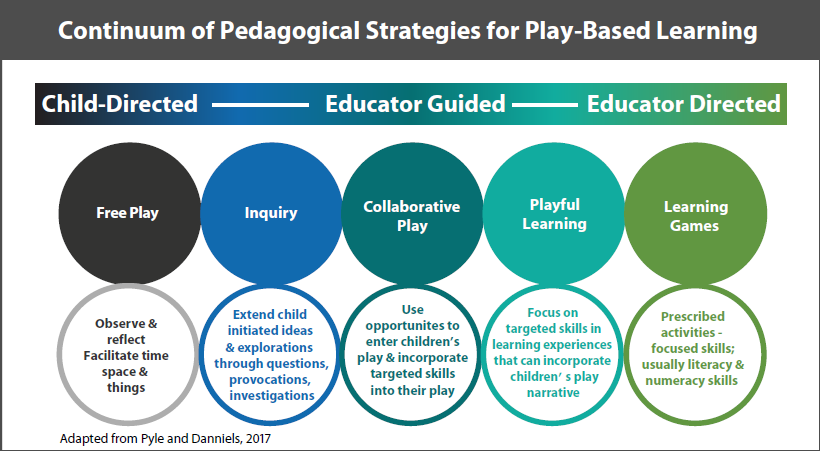 Continuum of Pedagogical Strategies for Play-Based Learning
Child-Directed
Educator Guided
Educator Directed
Free Play
Inquiry
Collaborative
Play
Playful
Learning
Learning
Games
Observe &
reflect
Facilitate time
space &
things
Extend child
initiated ideas
& explorations
through questions,
provocations,
investigations
Use
opportunites to
enter children’s
play & incorporate
targeted skills
into their play
Focus on
targeted skills in
learning experiences
that can incorporate
children’ s play
narrative
Prescribed
activities -
focused skills;
usually literacy &
numeracy skills
Adapted from Pyle and Danniels, 2017